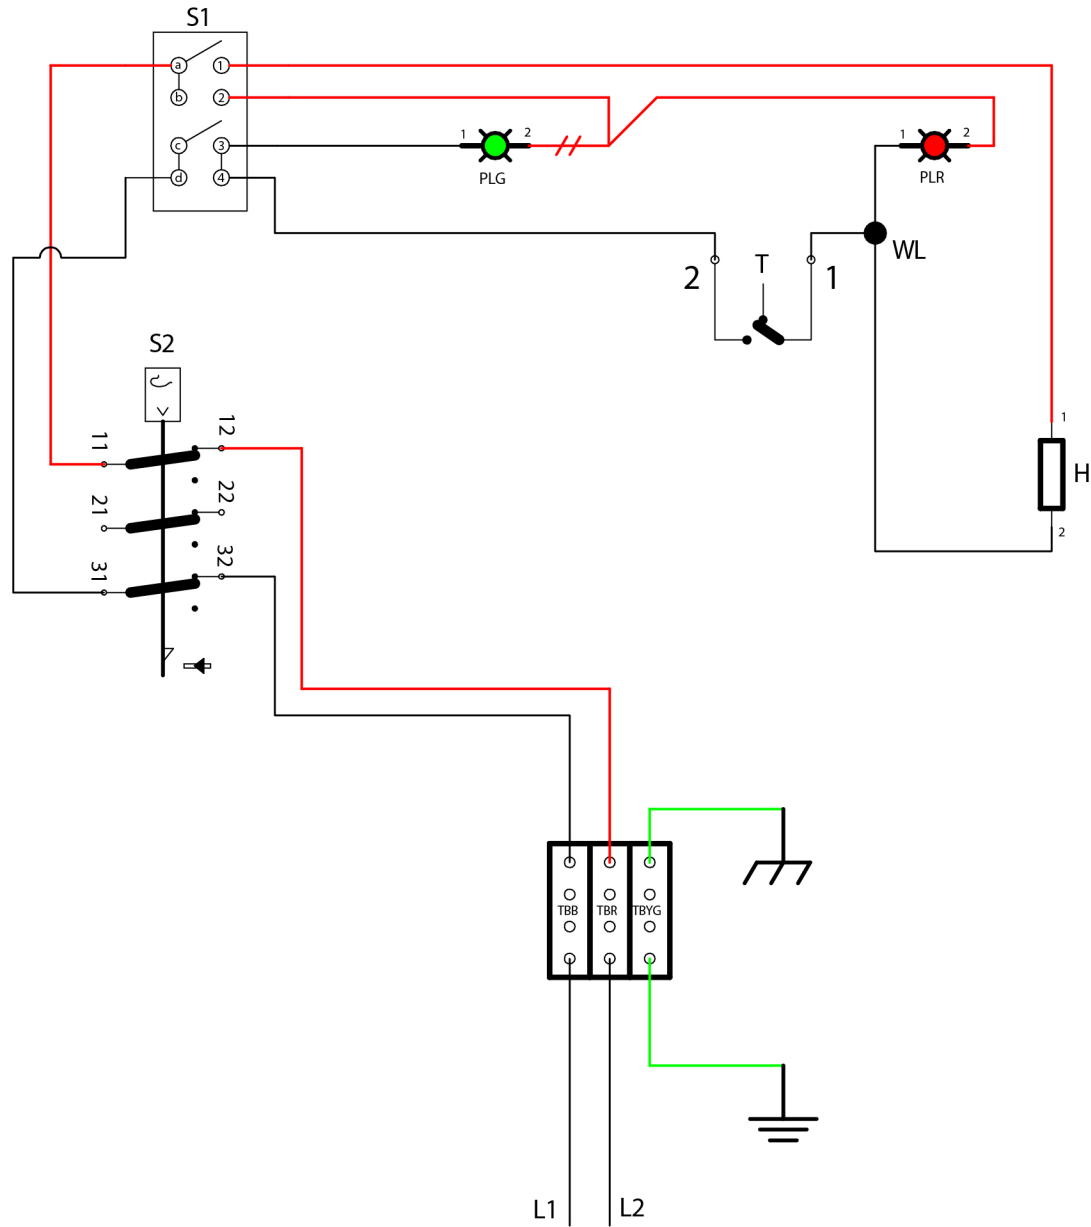 S1
a 1
b 2
c 3
d 4
1 2
PLG
1 2
PLR
WL
2 T 1
S2
11 12
21 22
31 32
1
H
2
TBB TBR TBYG
L1 L2